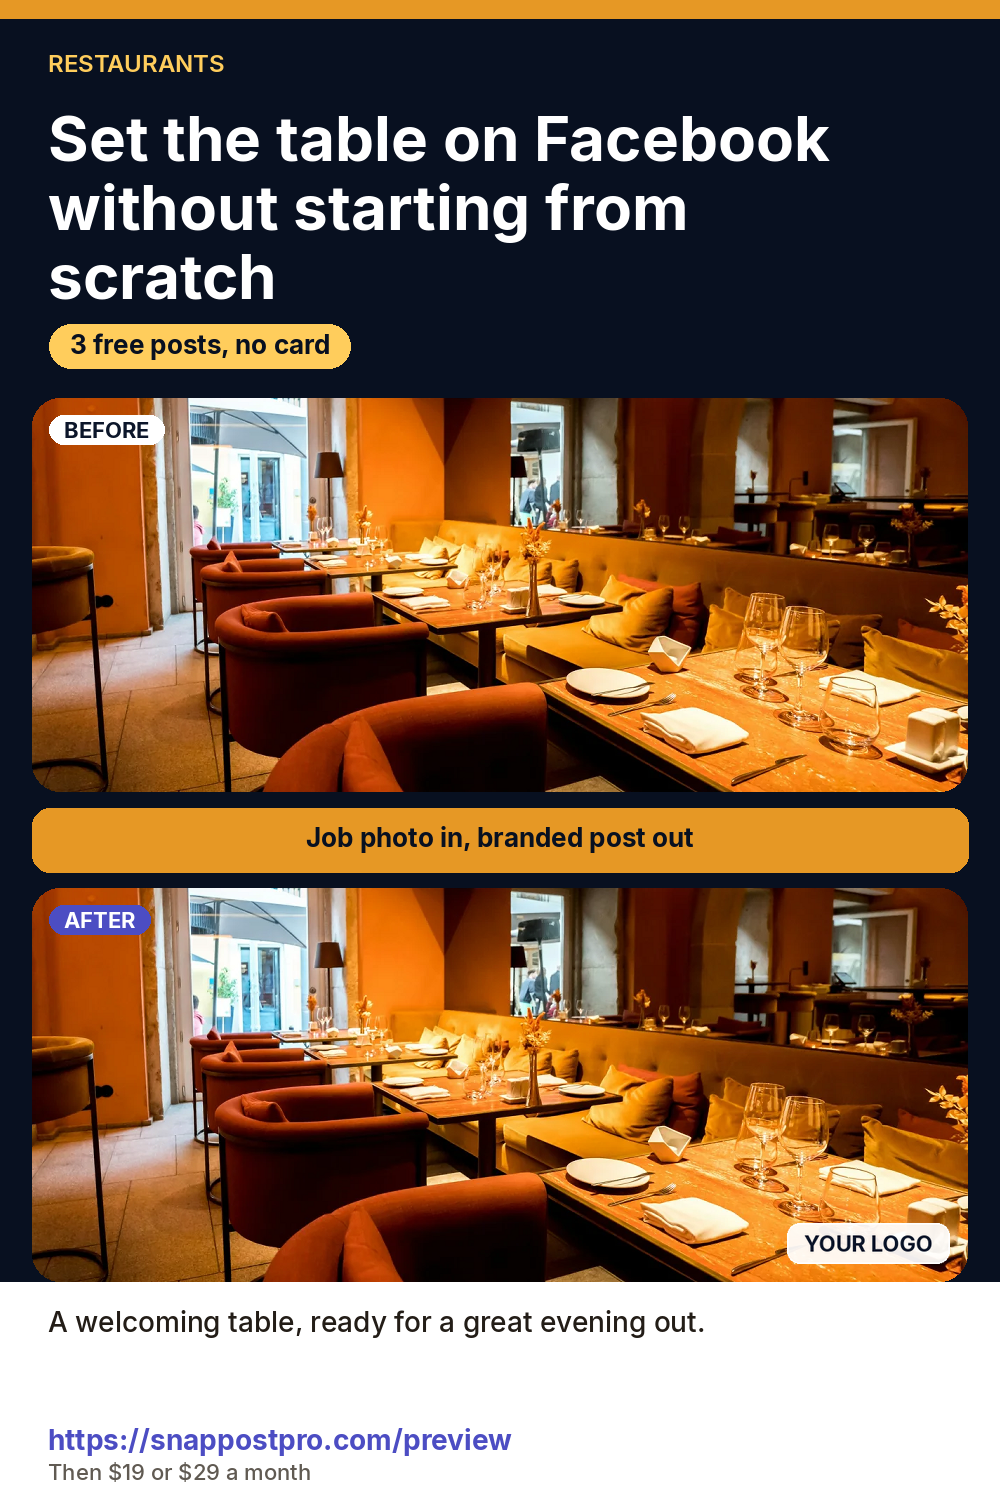 RESTAURANTS
Set the table on Facebook
without starting from
scratch
3 free posts, no card
BEFORE
Job photo in, branded post out
AFTER
YOUR LOGO
A welcoming table, ready for a great evening out.
https://snappostpro.com/preview
Then $19 or $29 a month